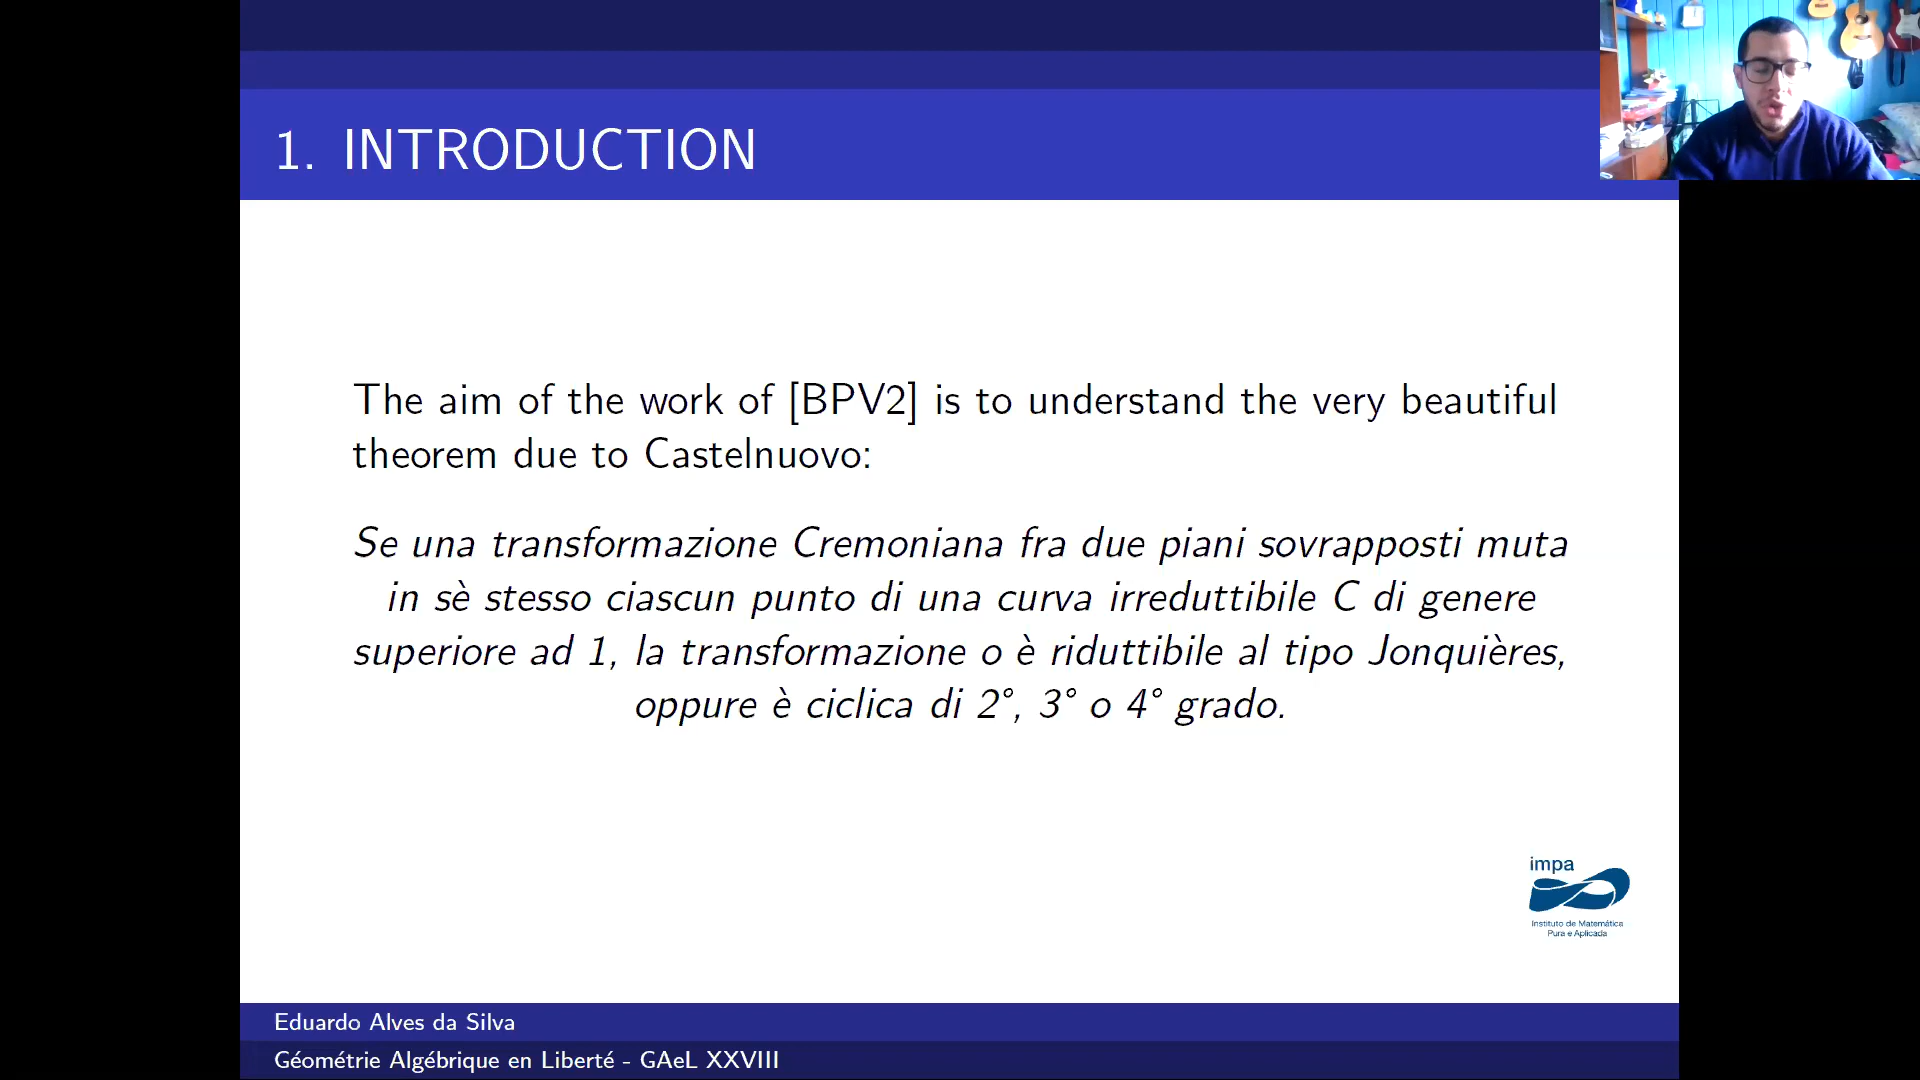 1. INTRODUCTION
The aim of the work of [BPV2] is to understand the very beautiful
theorem due to Castelnuovo:
Se una transformazione Cremoniana fra due piani sovrapposti muta
in sè stesso ciascun punto di una curva irreduttibile C di genere
superiore ad 1, la transformazione o è riduttibile al tipo Jonquières,
oppure è ciclica di 2°, 3° o 4° grado.
impa
Instituto de Matemática
Pura e Aplicada
Eduardo Alves da Silva
Géométrie Algébrique en Liberté - GAeL XXVIII